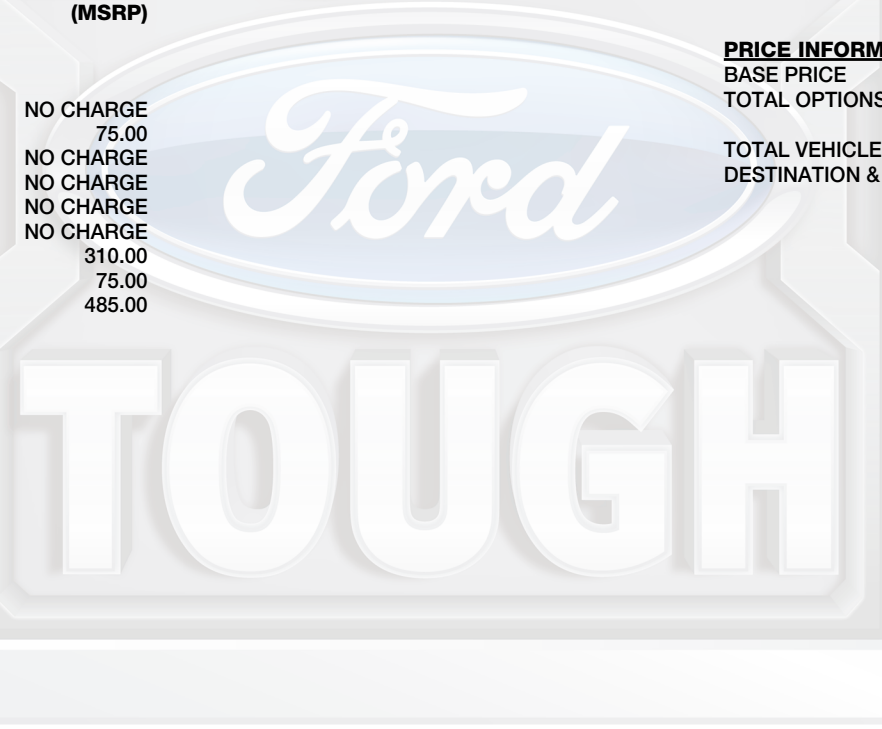 (MSRP)
NO CHARGE
75.00
NO CHARGE
NO CHARGE
NO CHARGE
NO CHARGE
310.00
75.00
485.00
PRICE INFORM
BASE PRICE
TOTAL OPTIONS
TOTAL VEHICLE
DESTINATION &
Ford
TOUGH